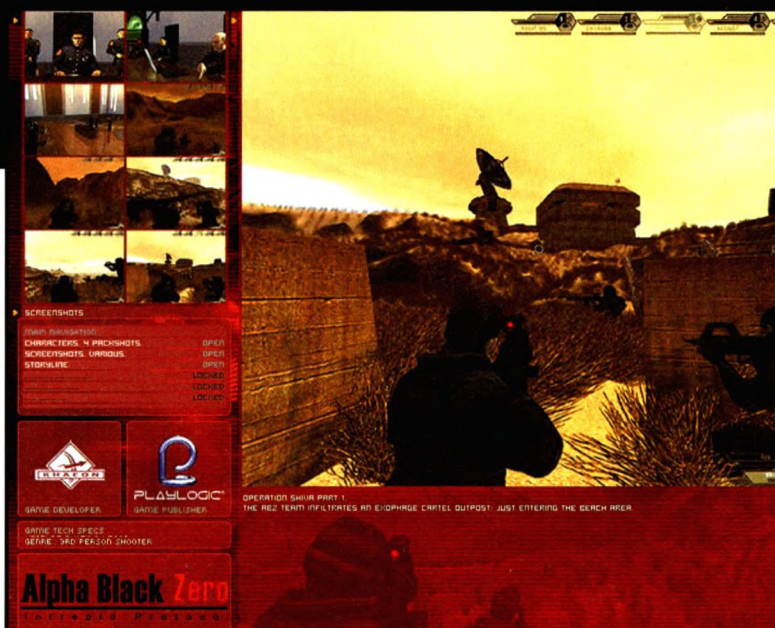 SCREENSHOTS
MAIN NAVIGATION
CHARACTERS. 4 PACKSHOTS. OPEN
SCREENSHOTS. VARIOUS. OPEN
STORYLINE OPEN
LOCKED
LOCKED
LOCKED
KHAEON
GAME DEVELOPER
PLAYLOGIC
GAME PUBLISHER
GAME TECH SPECS
GENRE: 3RD PERSON SHOOTER
Alpha Black Zero
Intrepid Protocol
OPERATION SHIVA PART 1.
THE ABZ TEAM INFILTRATES AN EXOPHAGE CARTEL OUTPOST: JUST ENTERING THE BEACH AREA.